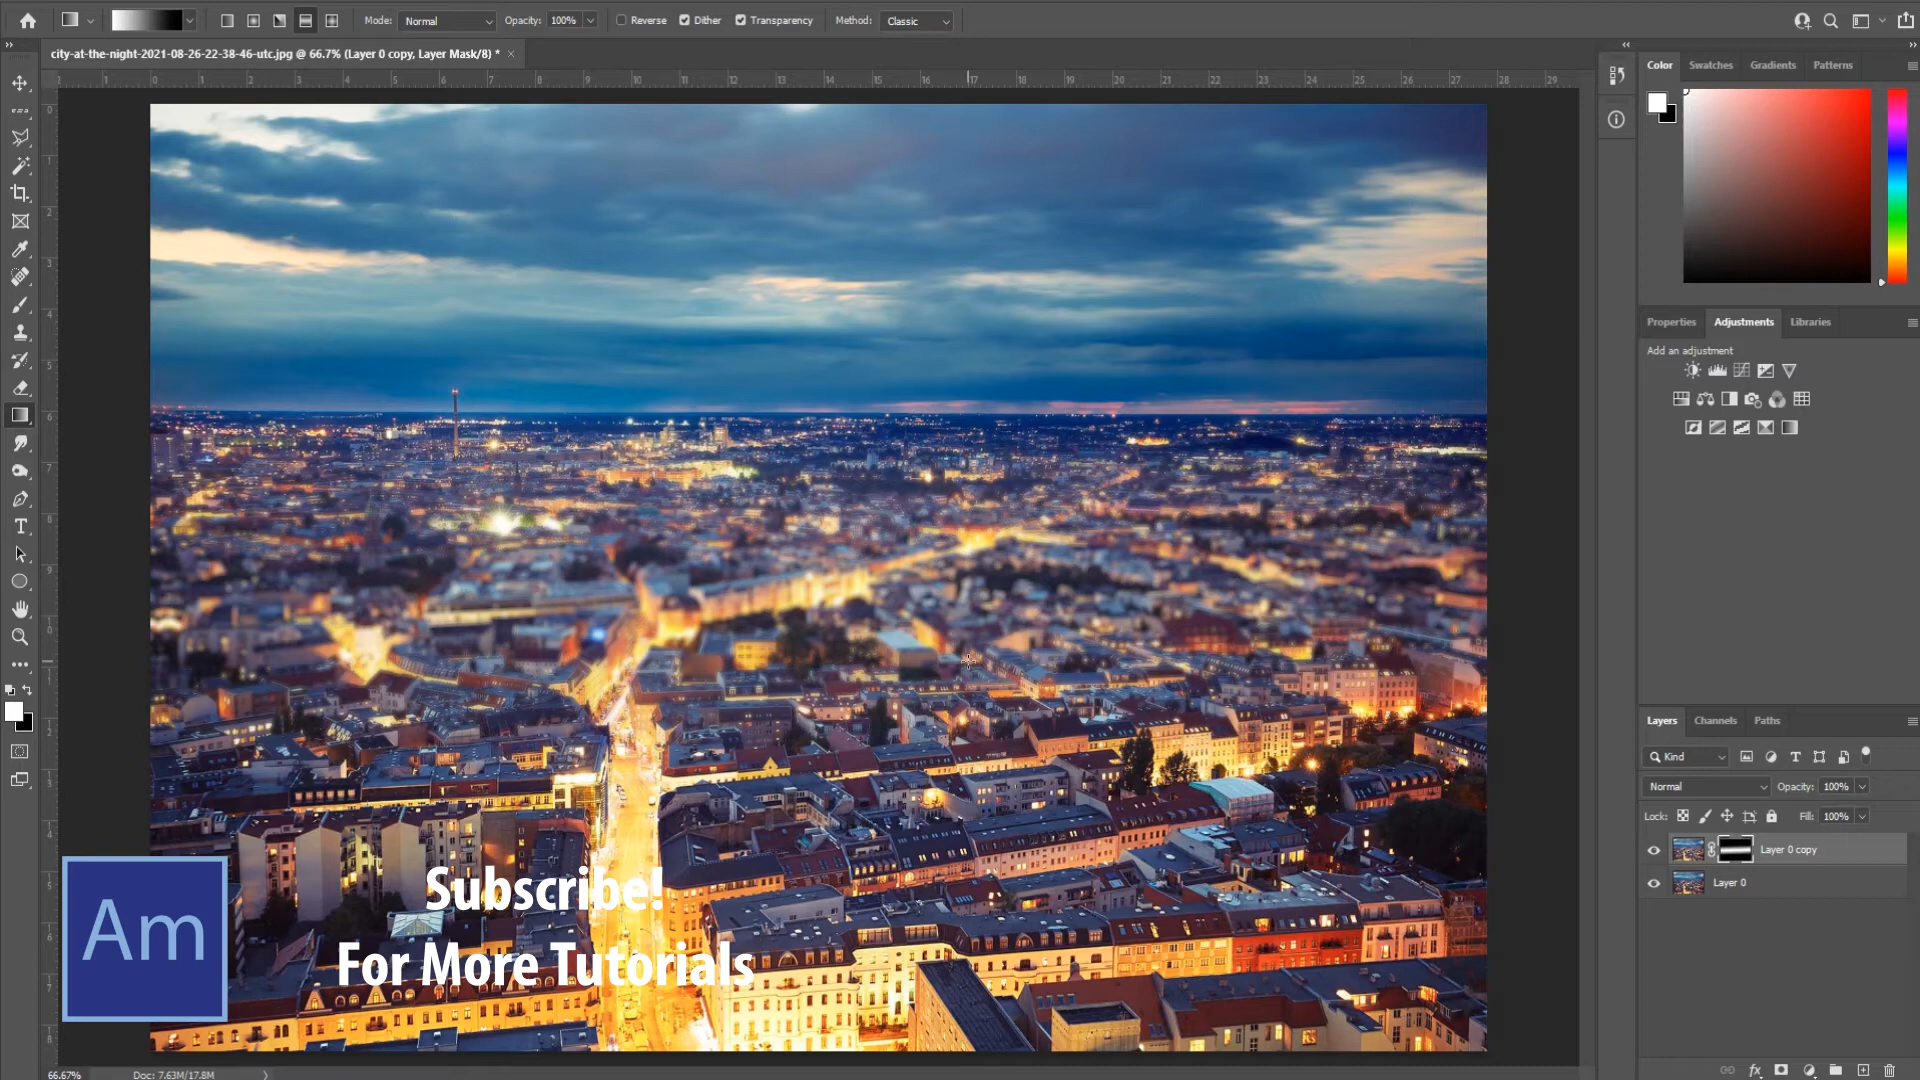 Mode: Normal Opacity: 100% Reverse Dither Transparency Method: Classic
city-at-the-night-2021-08-26-22-38-46-utc.jpg @ 66.7% (Layer 0 copy, Layer Mask/8) *
Color Swatches Gradients Patterns
Properties Adjustments Libraries
Add an adjustment
Layers Channels Paths
Kind
Normal Opacity: 100%
Lock: Fill: 100%
Layer 0 copy
Layer 0
Am
Subscribe!
For More Tutorials
66.67% Doc: 7.63M/17.8M